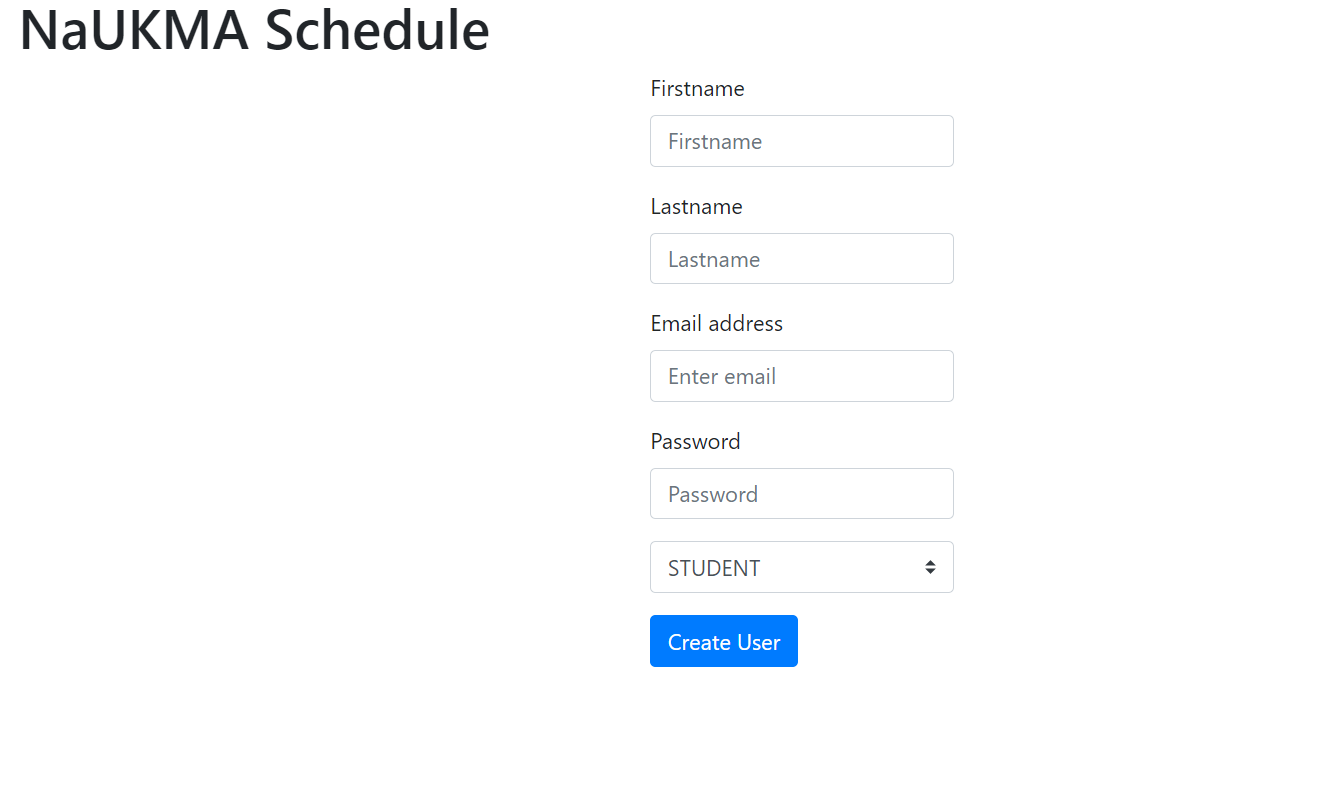 NaUKMA Schedule
Firstname
Firstname
Lastname
Lastname
Email address
Enter email
Password
Password
STUDENT
Create User